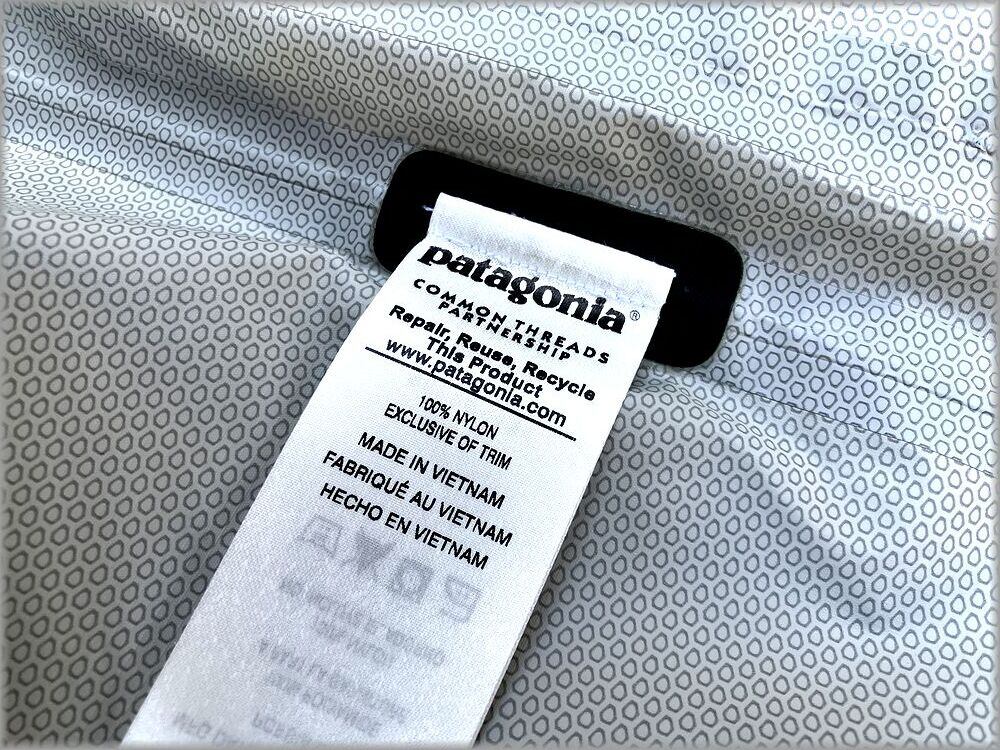 patagonia®
COMMON THREADS
PARTNERSHIP
Repair, Reuse, Recycle
This Product
www.patagonia.com
100% NYLON
EXCLUSIVE OF TRIM
MADE IN VIETNAM
FABRIQUÉ AU VIETNAM
HECHO EN VIETNAM